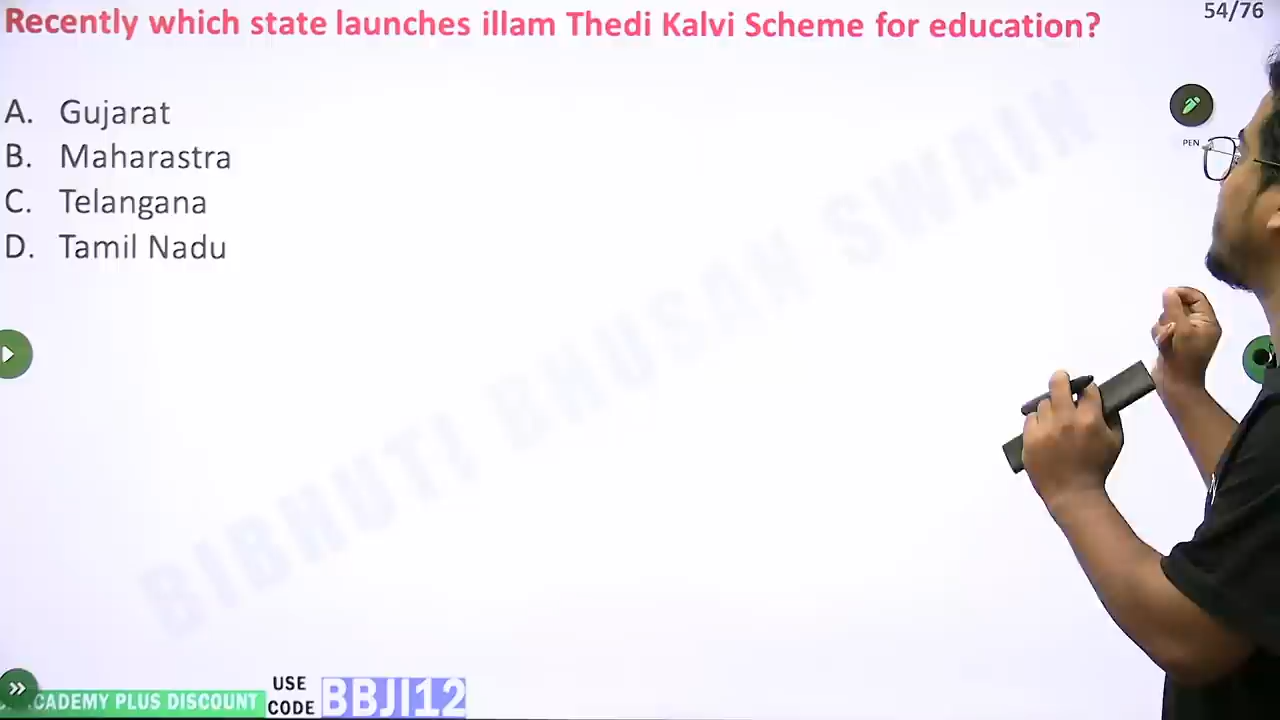 Recently which state launches illam Thedi Kalvi Scheme for education?
54/76
A. Gujarat
B. Maharastra
C. Telangana
D. Tamil Nadu
PEN
BIBHUTI BHUSAN SWAIN
CADEMY PLUS DISCOUNT
USE CODE BBJI12